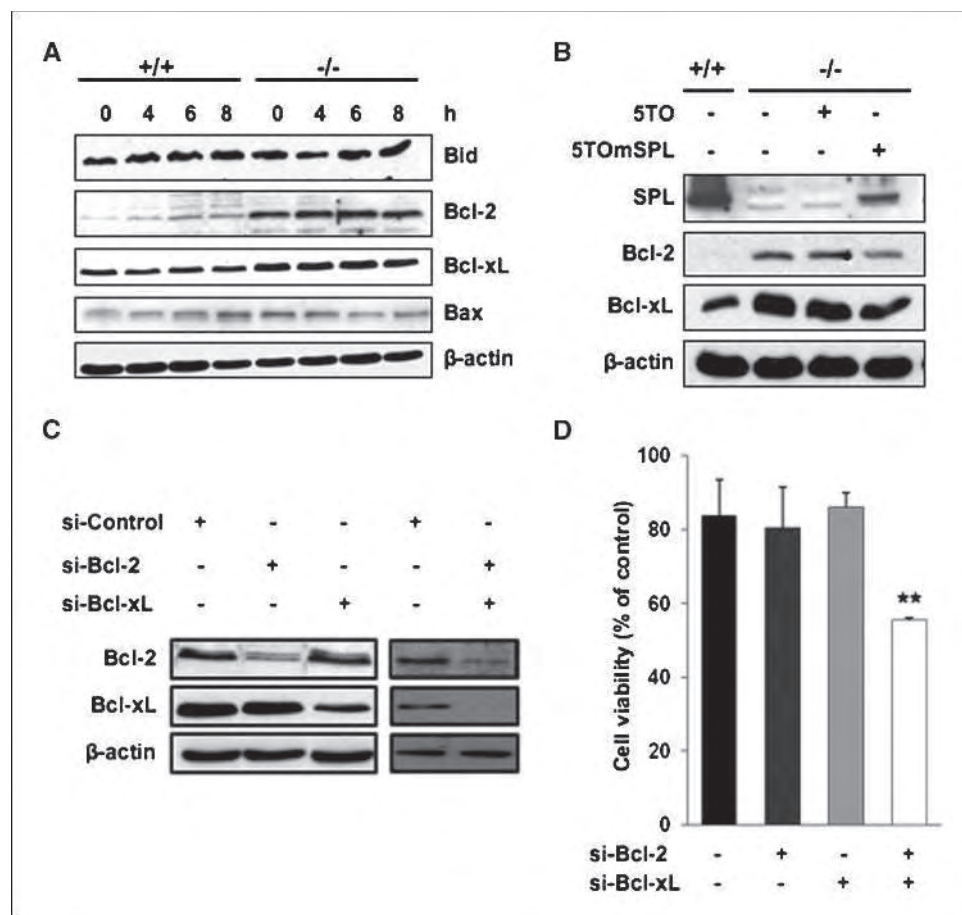 A
+/+ -/-
0 4 6 8 0 4 6 8 h
Bid
Bcl-2
Bcl-xL
Bax
β-actin
B
+/+ -/-
5TO - - + -
5TOmSPL - - - +
SPL
Bcl-2
Bcl-xL
β-actin
C
si-Control + - - + -
si-Bcl-2 - + - - +
si-Bcl-xL - - + - +
Bcl-2
Bcl-xL
β-actin
D
Cell viability (% of control)
100
80
60
40
20
0
**
si-Bcl-2 - + - +
si-Bcl-xL - - + +